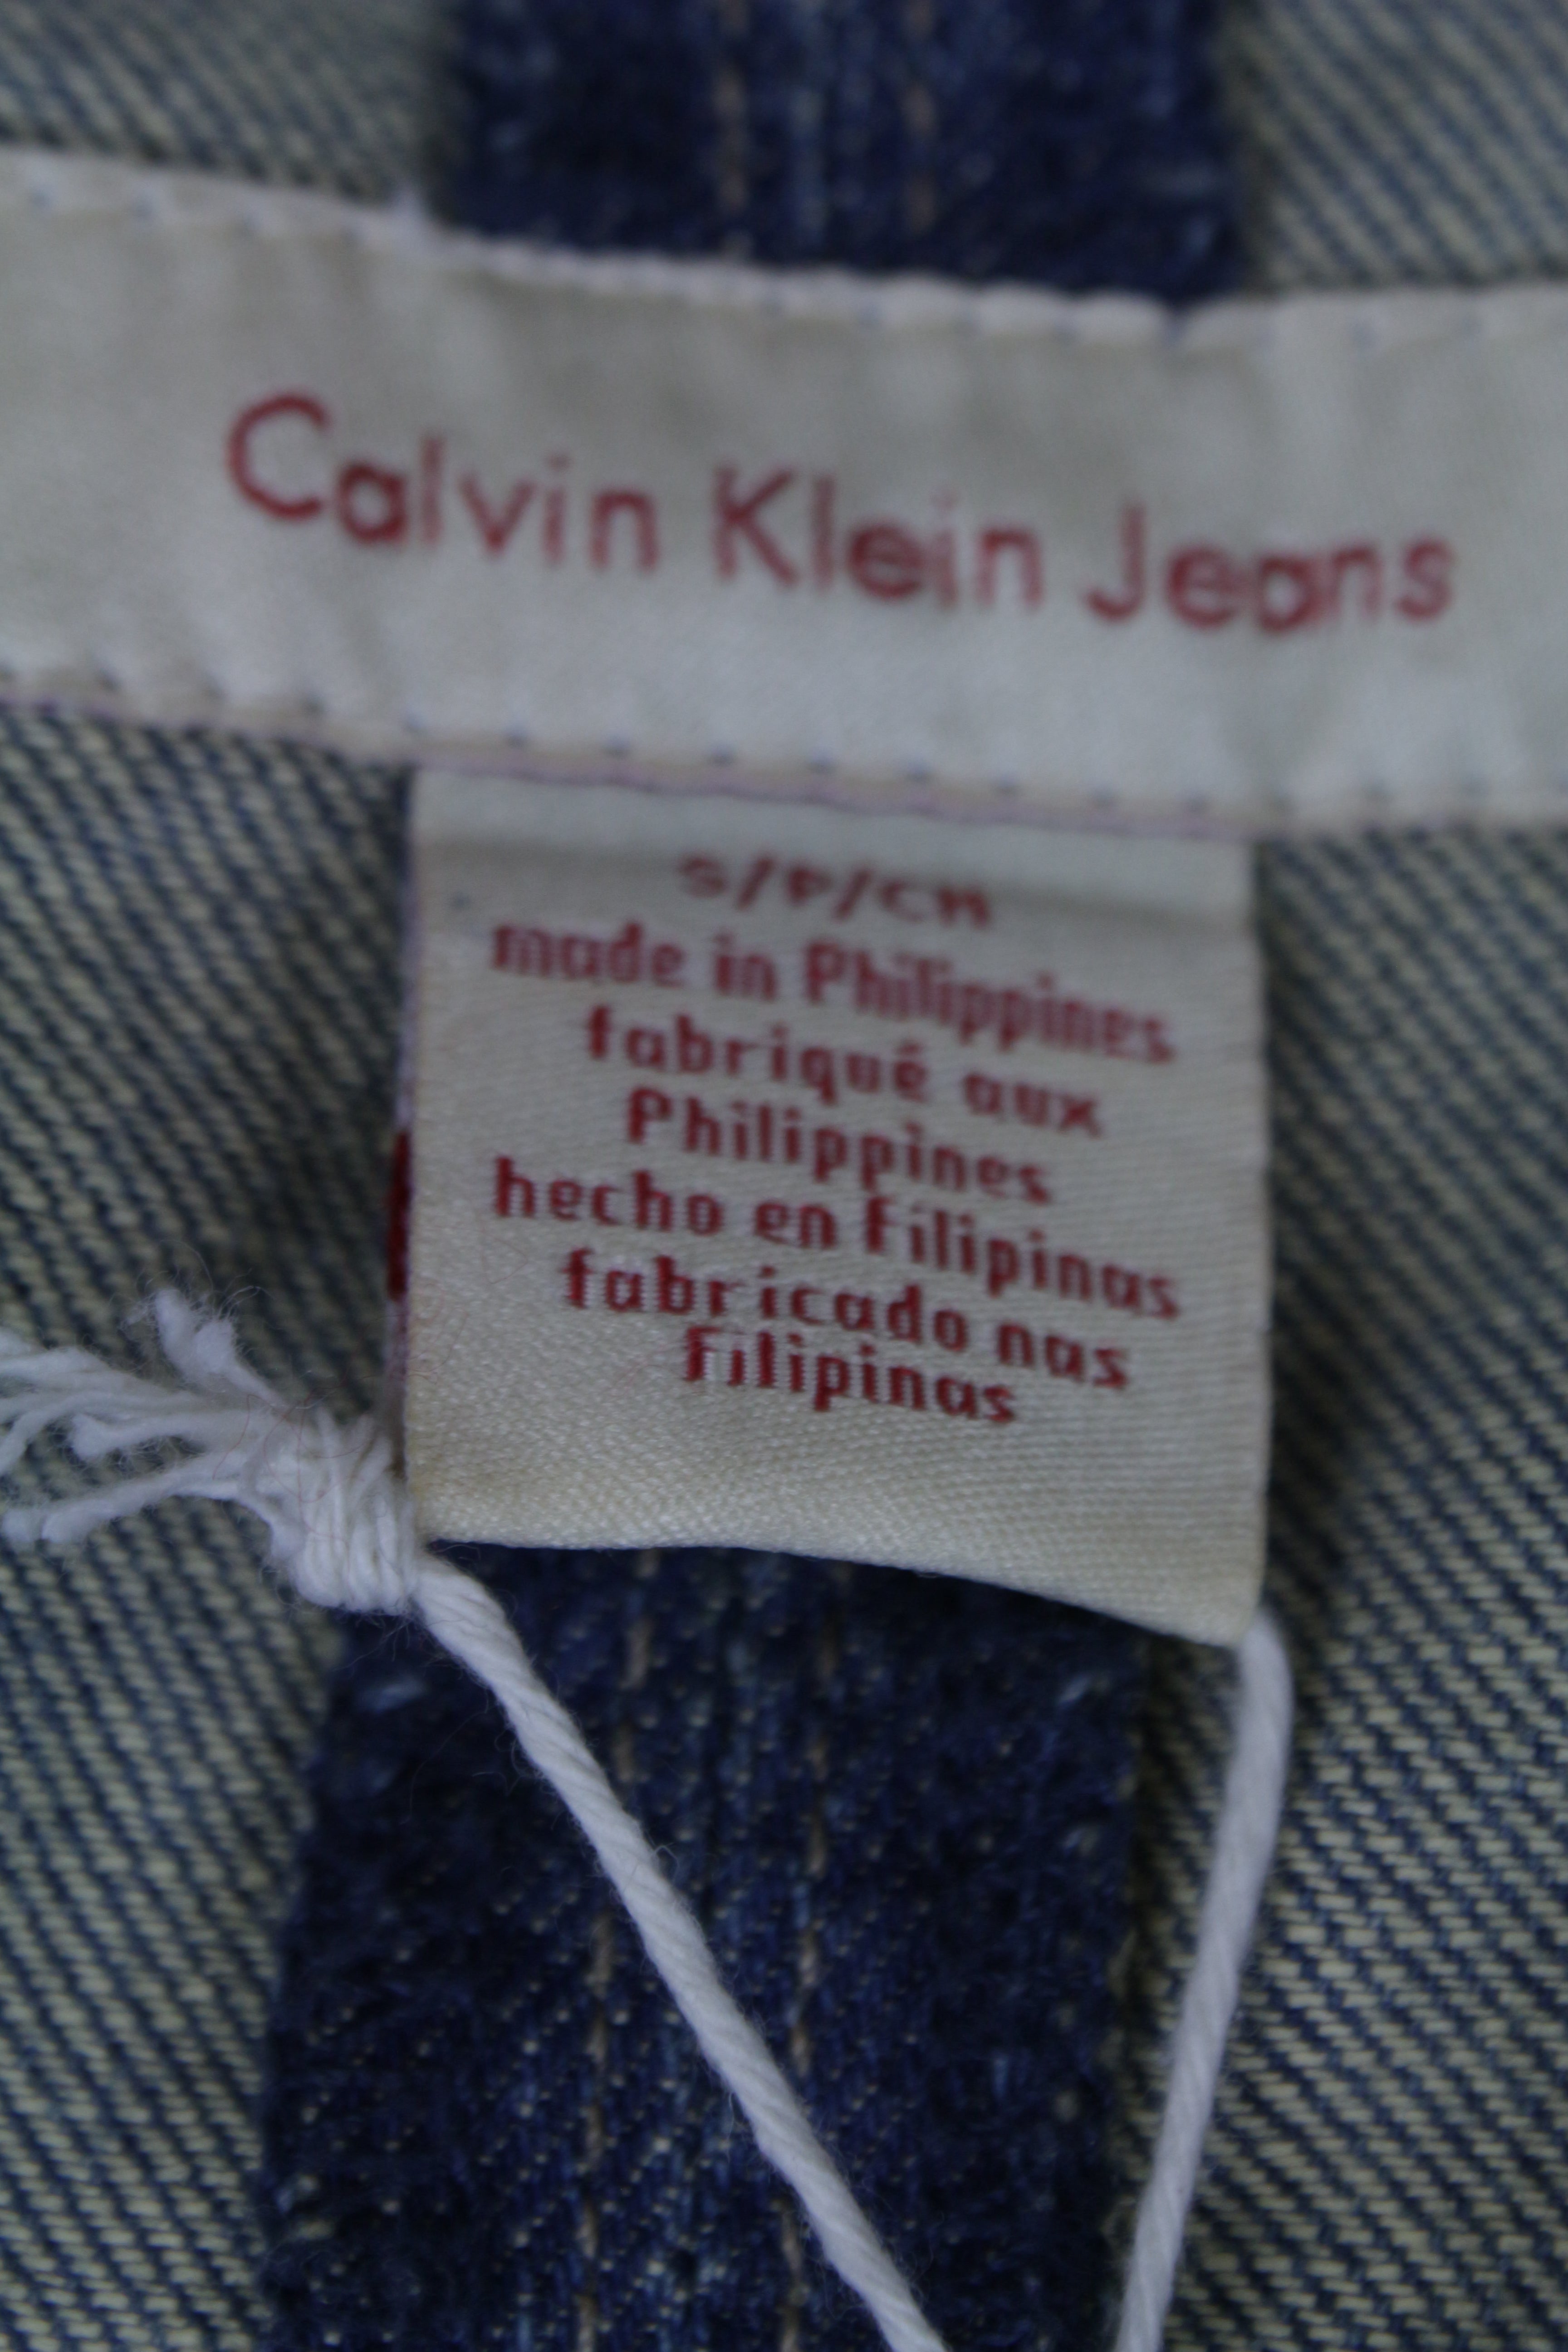 Calvin Klein Jeans
S/P/CH
made in Philippines
fabriqué aux
Philippines
hecho en Filipinas
fabricado nas
Filipinas